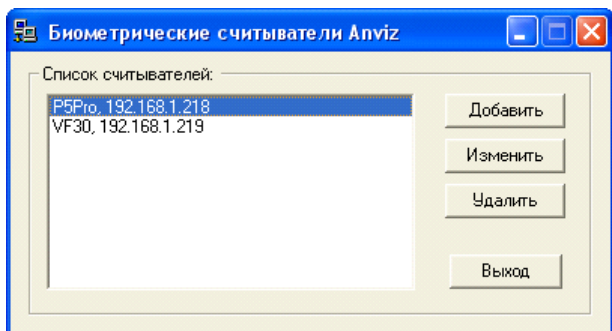 Биометрические считыватели Anviz
Список считывателей:
P5Pro, 192.168.1.218
VF30, 192.168.1.219
Добавить
Изменить
Удалить
Выход